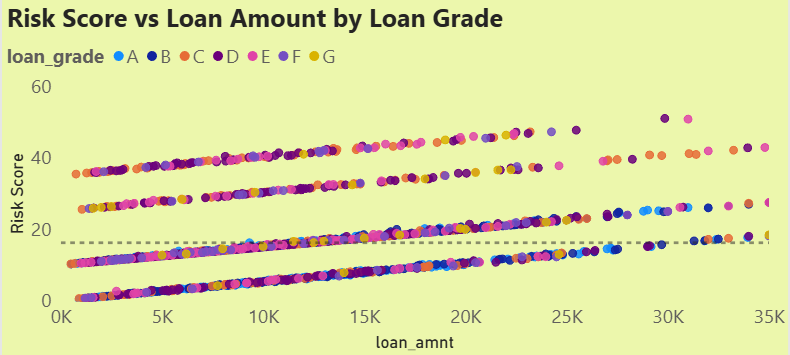 Risk Score vs Loan Amount by Loan Grade
loan_grade A B C D E F G
60
40
20
0
Risk Score
0K 5K 10K 15K 20K 25K 30K 35K
loan_amnt